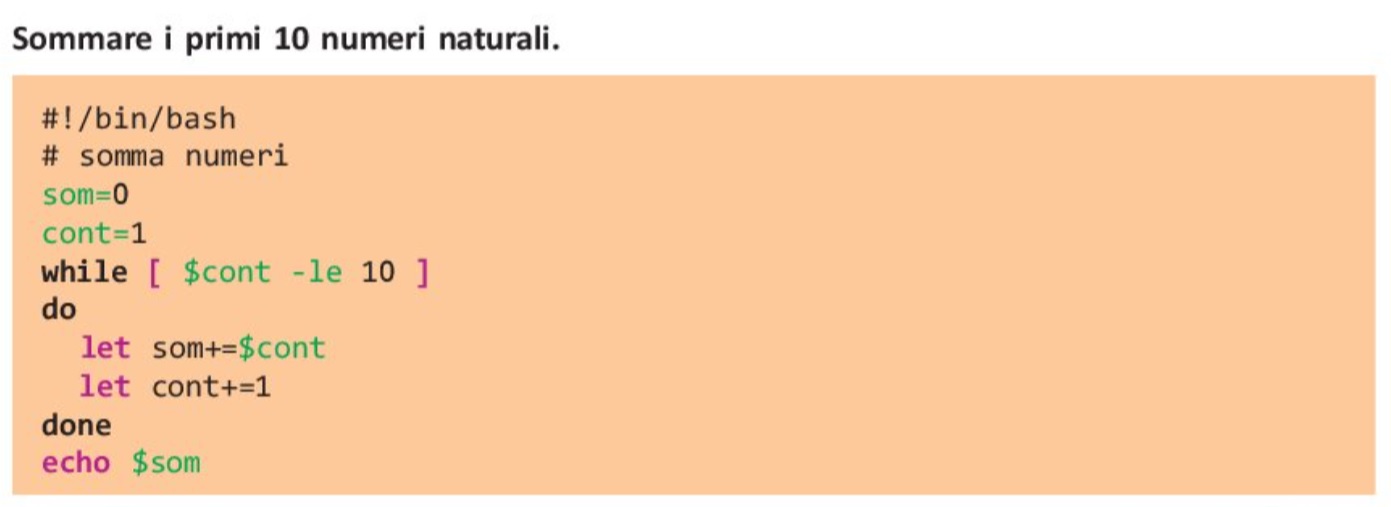 Sommare i primi 10 numeri naturali.
#!/bin/bash
# somma numeri
som=0
cont=1
while [ $cont -le 10 ]
do
let som+=$cont
let cont+=1
done
echo $som